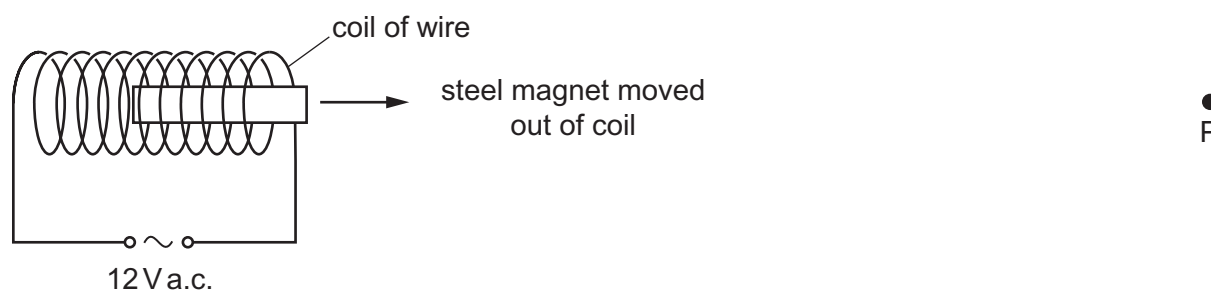 coil of wire
steel magnet moved
out of coil
P
12 V a.c.